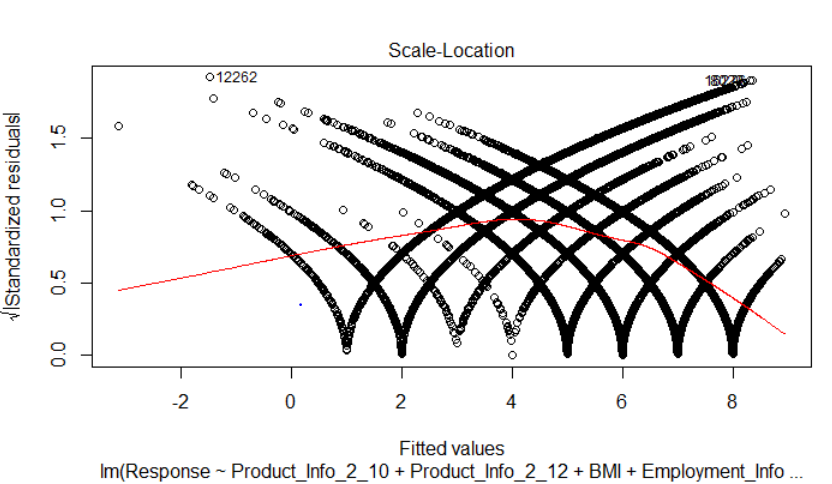 Scale-Location
12262
√|Standardized residuals|
0.0 0.5 1.0 1.5
-2 0 2 4 6 8
Fitted values
lm(Response ~ Product_Info_2_10 + Product_Info_2_12 + BMI + Employment_Info ...